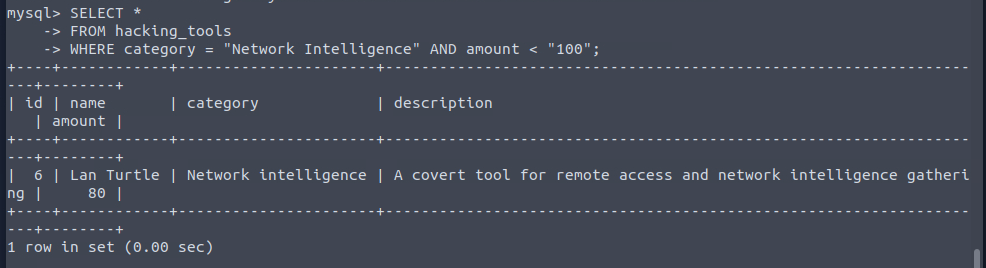 mysql> SELECT *
    -> FROM hacking_tools
    -> WHERE category = "Network Intelligence" AND amount < "100";
+----+------------+----------------------+-----------------------------------------------------------------
---+--------+
| id | name       | category             | description
   | amount |
+----+------------+----------------------+-----------------------------------------------------------------
---+--------+
|  6 | Lan Turtle | Network intelligence | A covert tool for remote access and network intelligence gatheri
ng |     80 |
+----+------------+----------------------+-----------------------------------------------------------------
---+--------+
1 row in set (0.00 sec)